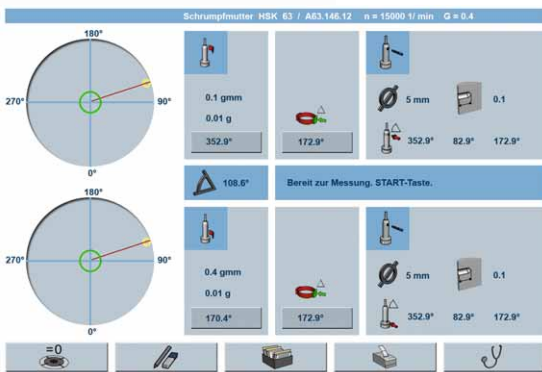 Schrumpfmutter HSK 63 / A63.146.12 n = 15000 1/ min G = 0.4
180°
270°
90°
0°
0.1 gmm
0.01 g
352.9°
172.9°
5 mm
0.1
352.9° 82.9° 172.9°
108.6°
Bereit zur Messung. START-Taste.
180°
270°
90°
0°
0.4 gmm
0.01 g
170.4°
172.9°
5 mm
0.1
352.9° 82.9° 172.9°
=0